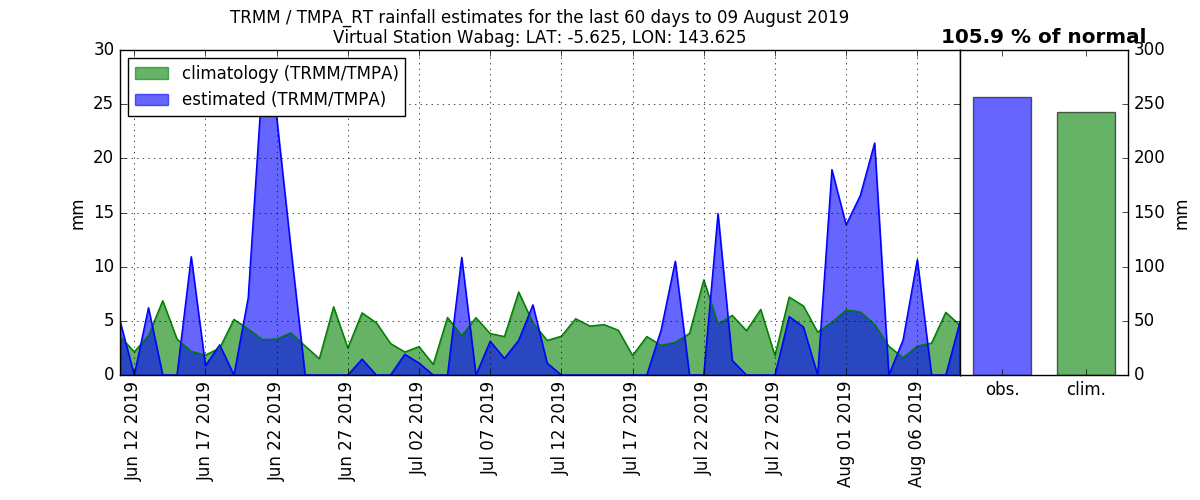 TRMM / TMPA_RT rainfall estimates for the last 60 days to 09 August 2019
Virtual Station Wabag: LAT: -5.625, LON: 143.625
105.9 % of normal
climatology (TRMM/TMPA)
estimated (TRMM/TMPA)
30
25
20
15
10
5
0
mm
Jun 12 2019
Jun 17 2019
Jun 22 2019
Jun 27 2019
Jul 02 2019
Jul 07 2019
Jul 12 2019
Jul 17 2019
Jul 22 2019
Jul 27 2019
Aug 01 2019
Aug 06 2019
obs.
clim.
300
250
200
150
100
50
0
mm